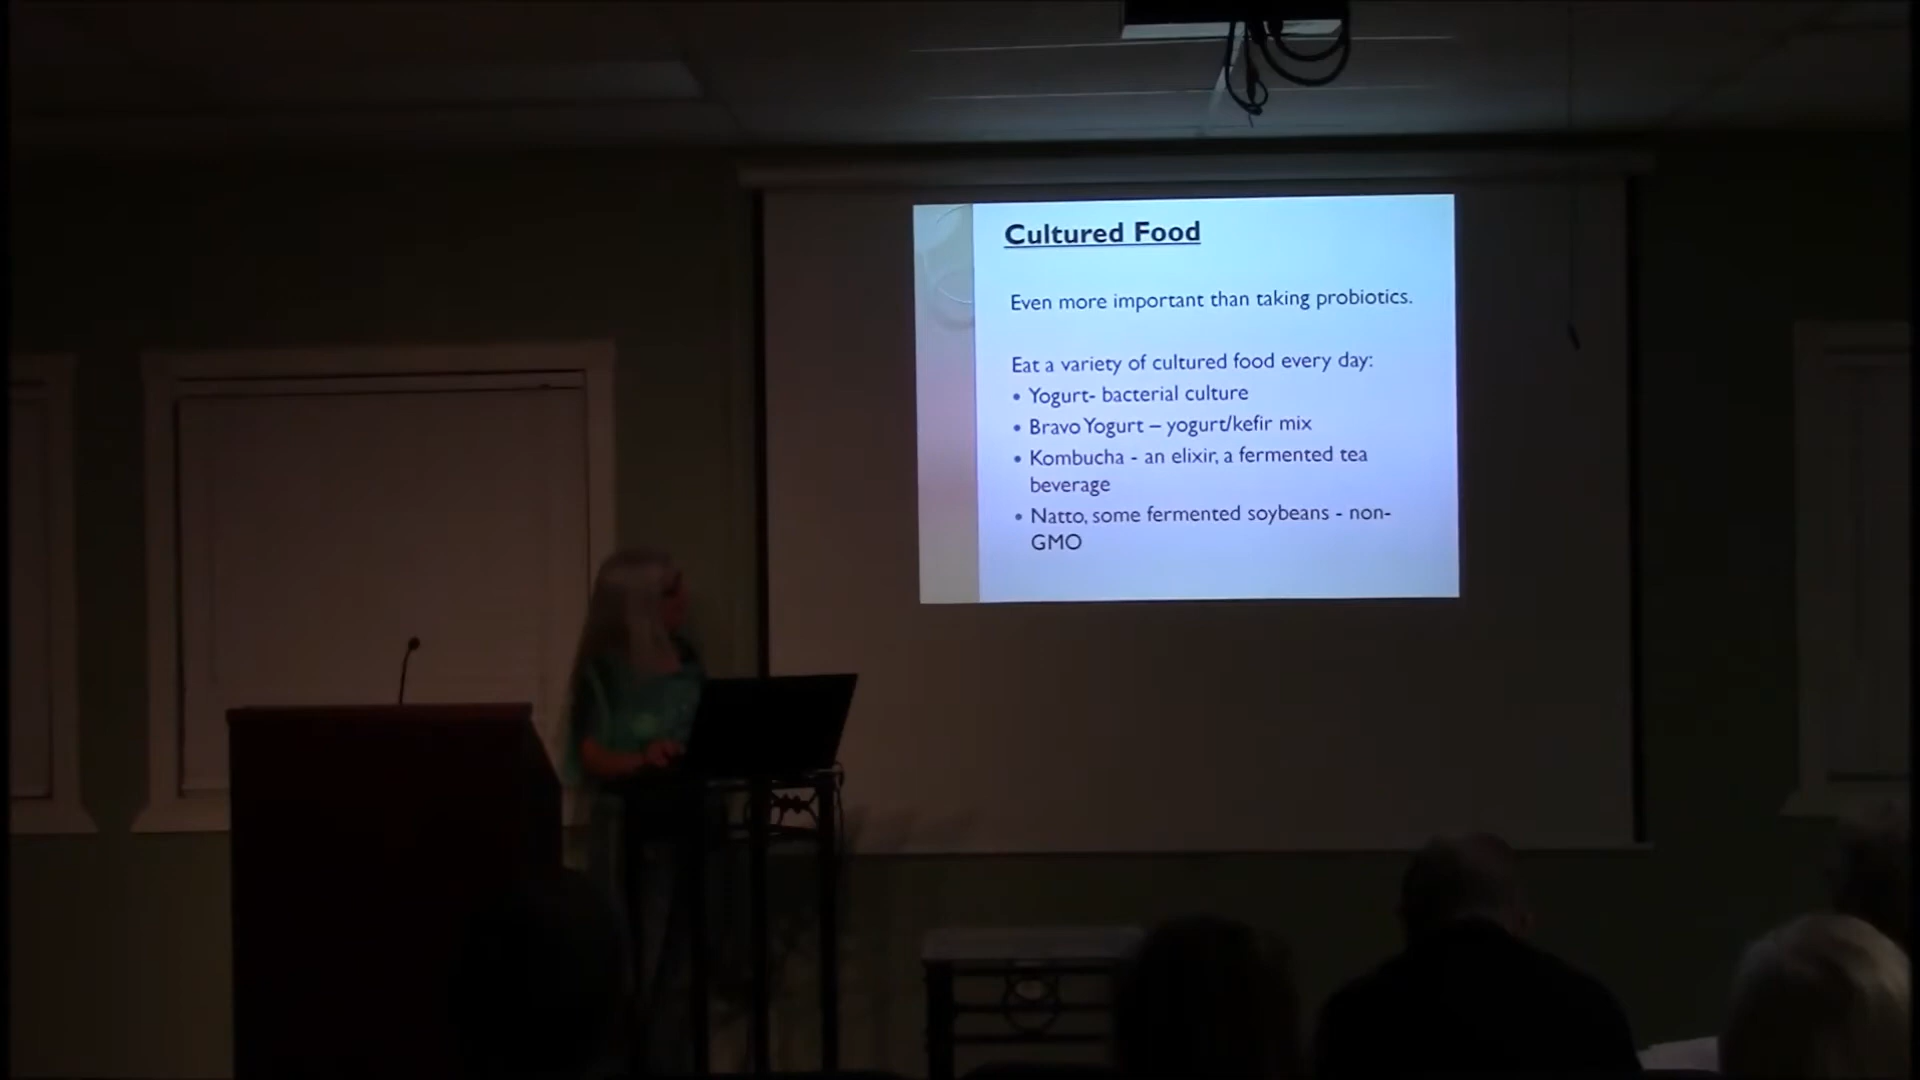 Cultured Food
Even more important than taking probiotics.
Eat a variety of cultured food every day:
• Yogurt- bacterial culture
• Bravo Yogurt – yogurt/kefir mix
• Kombucha - an elixir, a fermented tea
beverage
• Natto, some fermented soybeans - non-
GMO